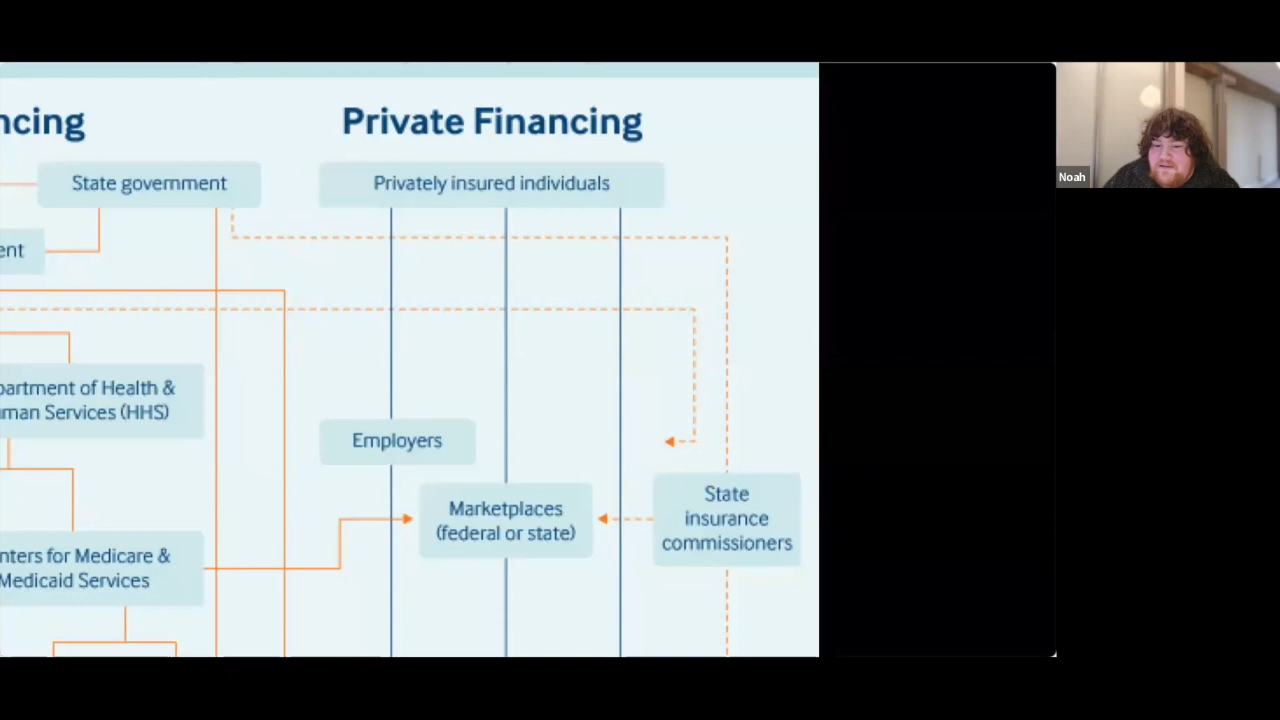 ncing
Private Financing
State government
Privately insured individuals
ent
partment of Health &
uman Services (HHS)
Employers
Marketplaces
(federal or state)
State
insurance
commissioners
nters for Medicare &
Medicaid Services
Noah